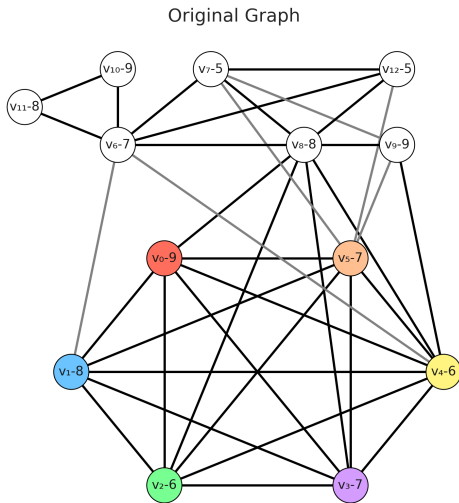 Original Graph
v₁₀-9
v₇-5
v₁₂-5
v₁₁-8
v₆-7
v₈-8
v₉-9
v₀-9
v₅-7
v₁-8
v₄-6
v₂-6
v₃-7